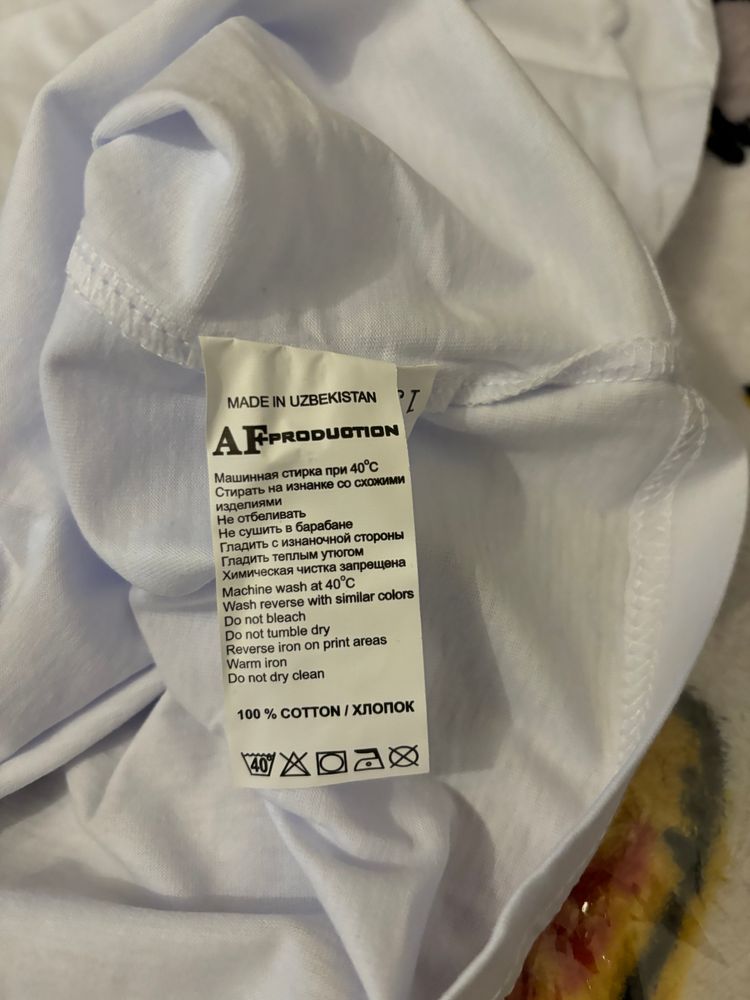 MADE IN UZBEKISTAN
AF+PRODUCTION
Машинная стирка при 40°C
Стирать на изнанке со схожими
изделиями
Не отбеливать
Не сушить в барабане
Гладить с изнаночной стороны
Гладить теплым утюгом
Химическая чистка запрещена
Machine wash at 40°C
Wash reverse with similar colors
Do not bleach
Do not tumble dry
Reverse iron on print areas
Warm iron
Do not dry clean
100 % COTTON / ХЛОПОК
40°